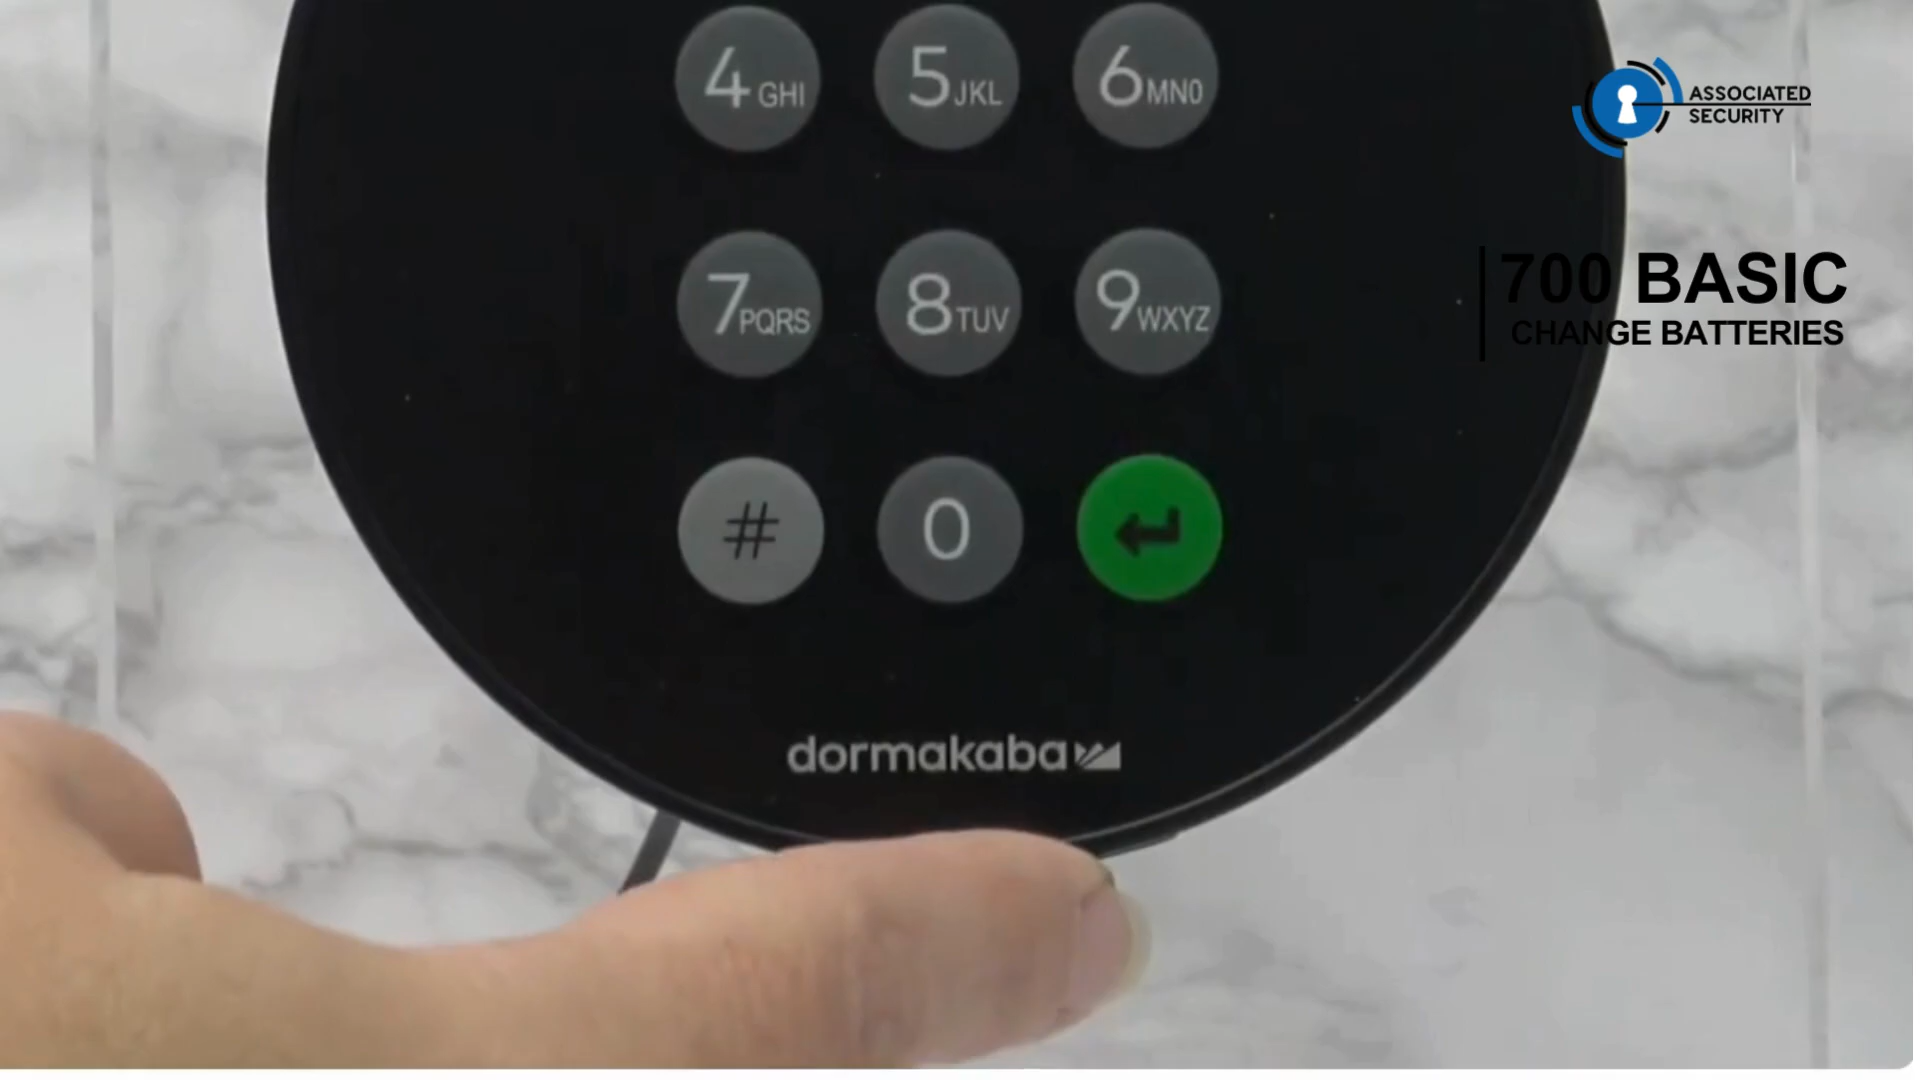 4 GHI 5 JKL 6 MNO
ASSOCIATED
SECURITY
7 PQRS 8 TUV 9 WXYZ
700 BASIC
CHANGE BATTERIES
# 0
dormakaba